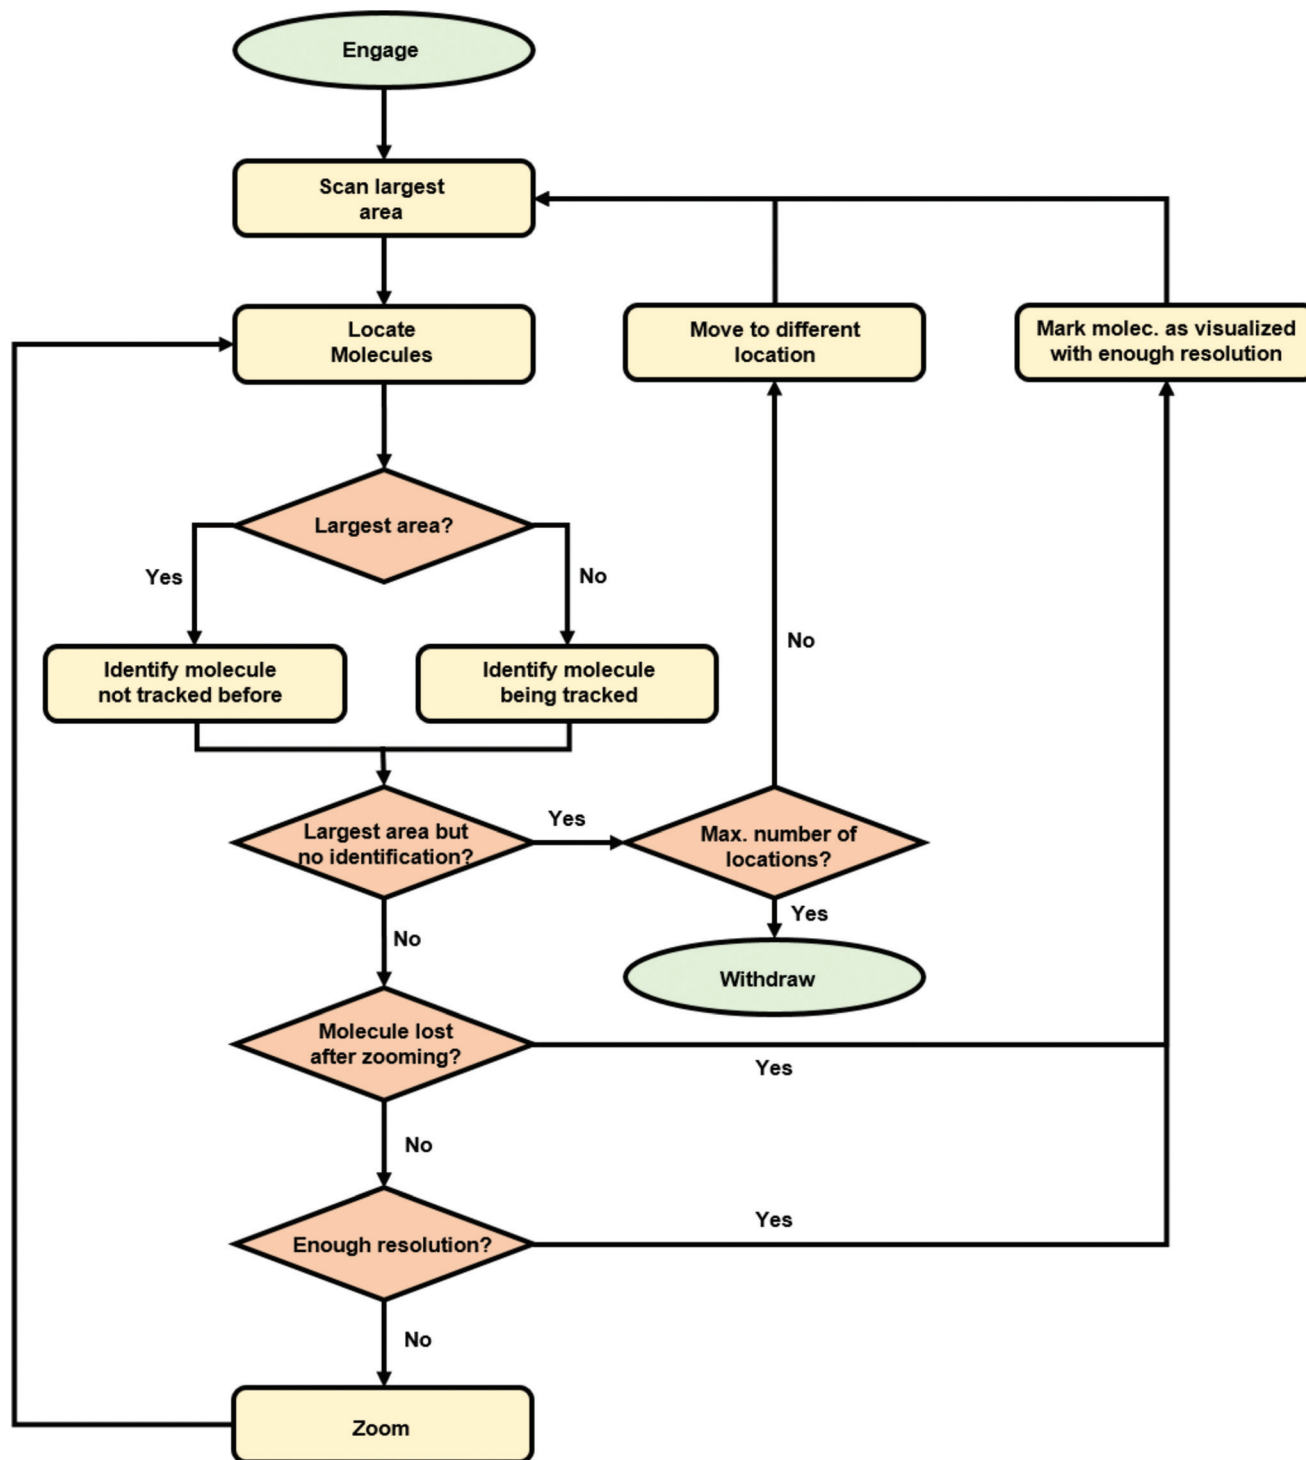 Engage
Scan largest
area
Locate
Molecules
Move to different
location
Mark molec. as visualized
with enough resolution
Largest area?
Yes
No
Identify molecule
not tracked before
Identify molecule
being tracked
No
Largest area but
no identification?
Yes
Max. number of
locations?
Yes
No
Withdraw
Molecule lost
after zooming?
Yes
No
Enough resolution?
Yes
No
Zoom